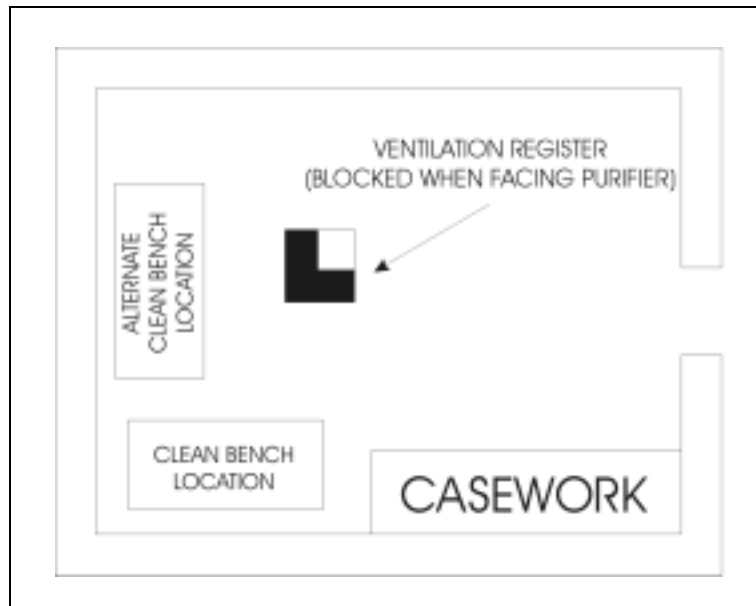 VENTILATION REGISTER
(BLOCKED WHEN FACING PURIFIER)
ALTERNATE
CLEAN BENCH
LOCATION
CLEAN BENCH
LOCATION
CASEWORK